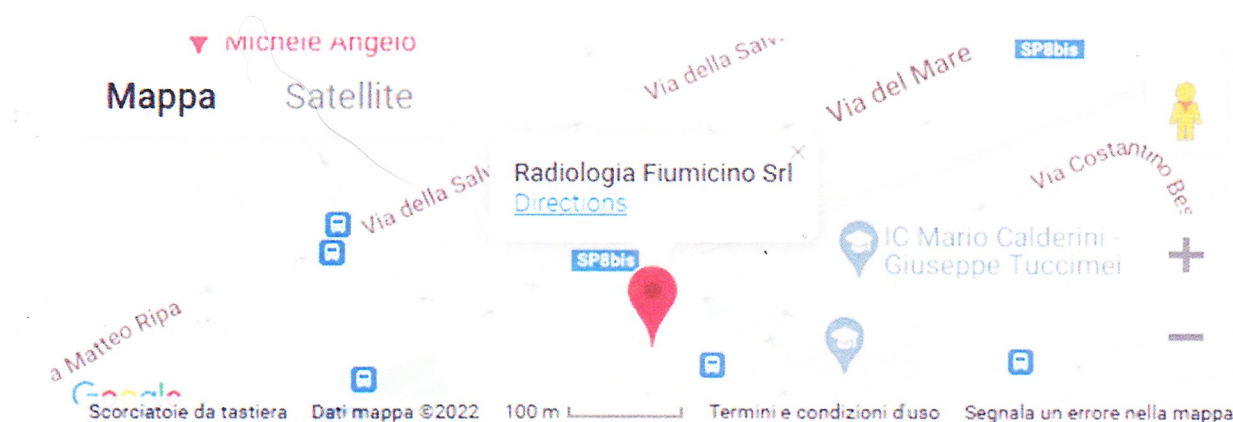 Michele Angelo
Mappa Satellite
Via della Salv.
Via del Mare
SP8bis
Via Costantino Bes
Via della Salv
Radiologia Fiumicino Srl
Directions
SP8bis
IC Mario Calderini -
Giuseppe Tuccimei
a Matteo Ripa
Google
Scorciatoie da tastiera Dati mappa ©2022 100 m Termini e condizioni d'uso Segnala un errore nella mappa